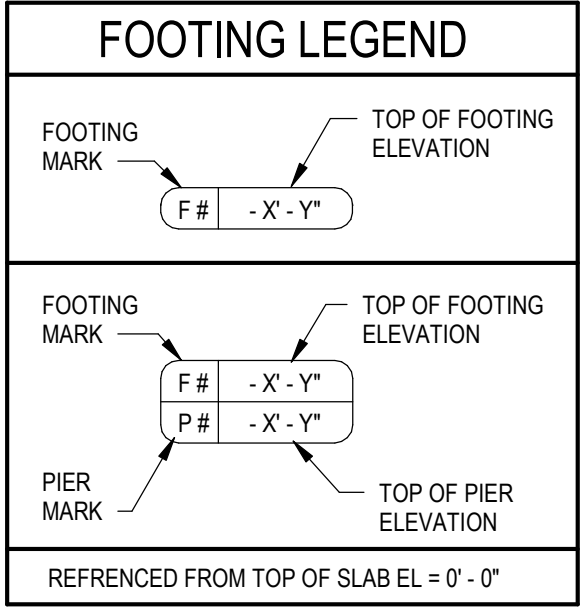 FOOTING LEGEND
FOOTING
MARK
TOP OF FOOTING
ELEVATION
F # - X' - Y"
FOOTING
MARK
TOP OF FOOTING
ELEVATION
F # - X' - Y"
P # - X' - Y"
PIER
MARK
TOP OF PIER
ELEVATION
REFRENCED FROM TOP OF SLAB EL = 0' - 0"